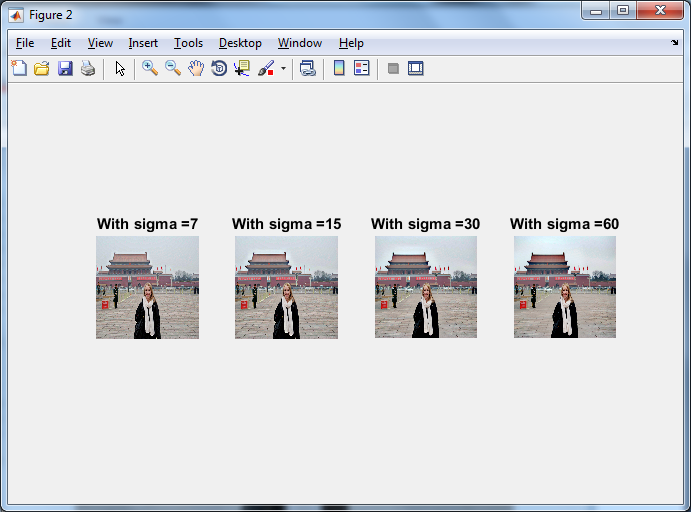 Figure 2
File Edit View Insert Tools Desktop Window Help
With sigma =7 With sigma =15 With sigma =30 With sigma =60